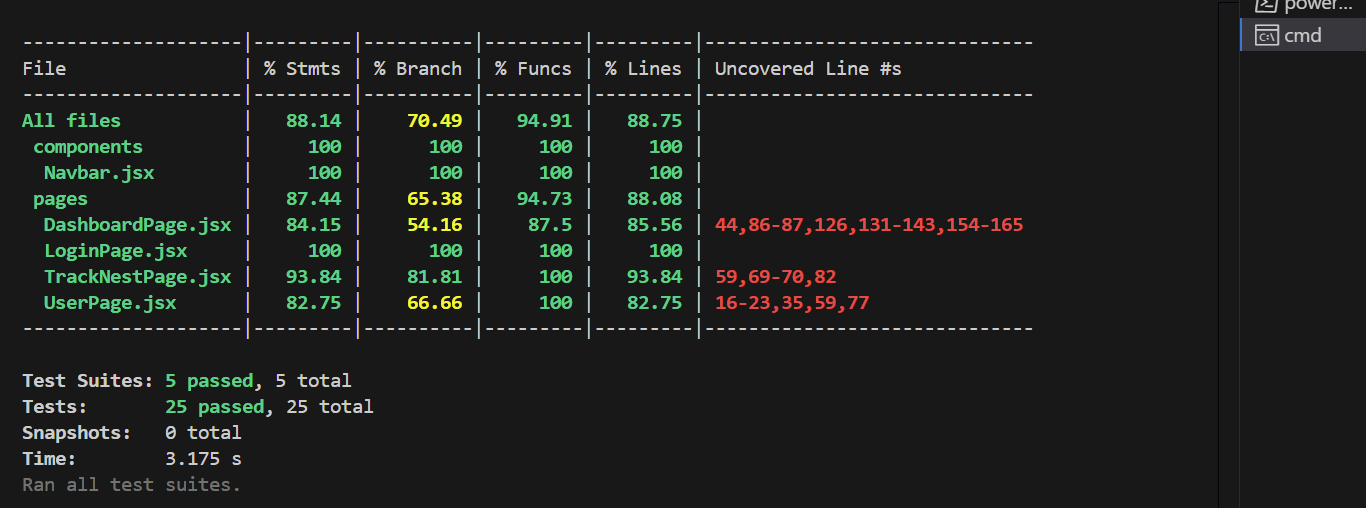 ---------------------|---------|----------|---------|---------|------------------------------
File                 | % Stmts | % Branch | % Funcs | % Lines | Uncovered Line #s
---------------------|---------|----------|---------|---------|------------------------------
All files            |   88.14 |    70.49 |   94.91 |   88.75 |
 components          |     100 |      100 |     100 |     100 |
  Navbar.jsx         |     100 |      100 |     100 |     100 |
 pages               |   87.44 |    65.38 |   94.73 |   88.08 |
  DashboardPage.jsx  |   84.15 |    54.16 |    87.5 |   85.56 | 44,86-87,126,131-143,154-165
  LoginPage.jsx      |     100 |      100 |     100 |     100 |
  TrackNestPage.jsx  |   93.84 |    81.81 |     100 |   93.84 | 59,69-70,82
  UserPage.jsx       |   82.75 |    66.66 |     100 |   82.75 | 16-23,35,59,77
---------------------|---------|----------|---------|---------|------------------------------
Test Suites: 5 passed, 5 total
Tests:       25 passed, 25 total
Snapshots:   0 total
Time:        3.175 s
Ran all test suites.
power...
cmd